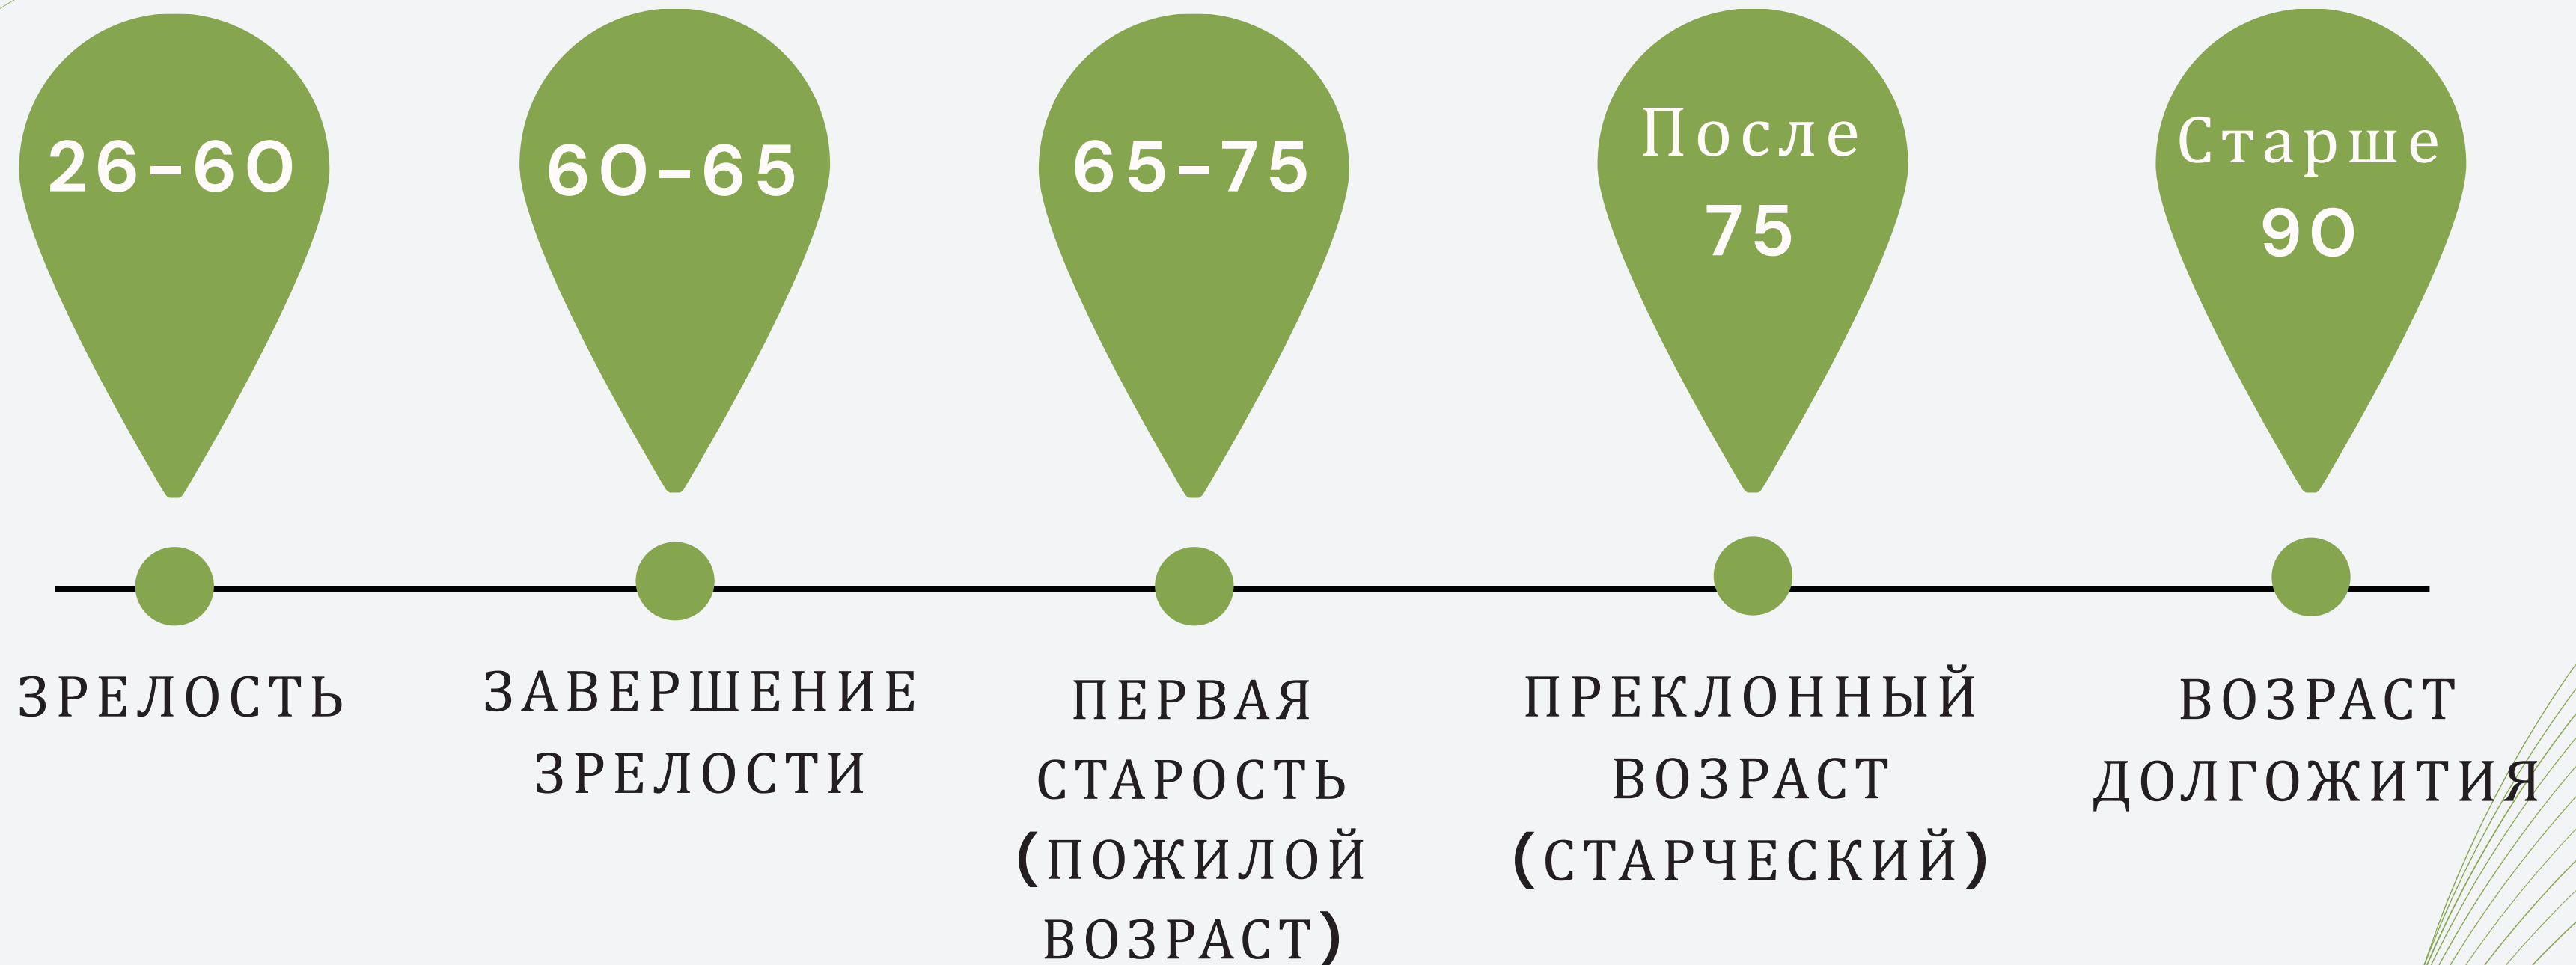 26-60
ЗРЕЛОСТЬ
60-65
ЗАВЕРШЕНИЕ
ЗРЕЛОСТИ
65-75
ПЕРВАЯ
СТАРОСТЬ
(ПОЖИЛОЙ
ВОЗРАСТ)
После
75
ПРЕКЛОННЫЙ
ВОЗРАСТ
(СТАРЧЕСКИЙ)
Старше
90
ВОЗРАСТ
ДОЛГОЖИТИЯ